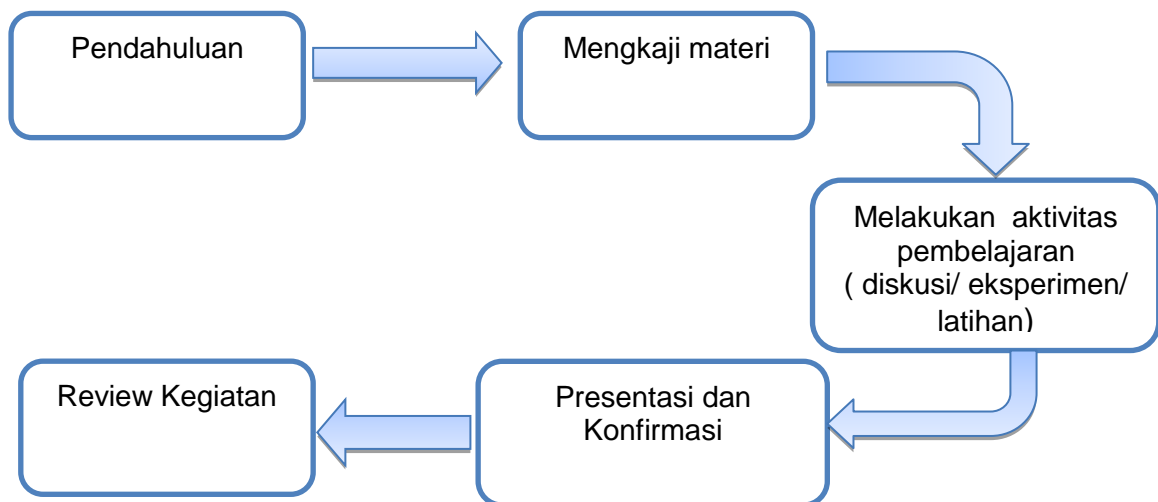 Pendahuluan
Mengkaji materi
Melakukan aktivitas
pembelajaran
( diskusi/ eksperimen/
latihan)
Presentasi dan
Konfirmasi
Review Kegiatan